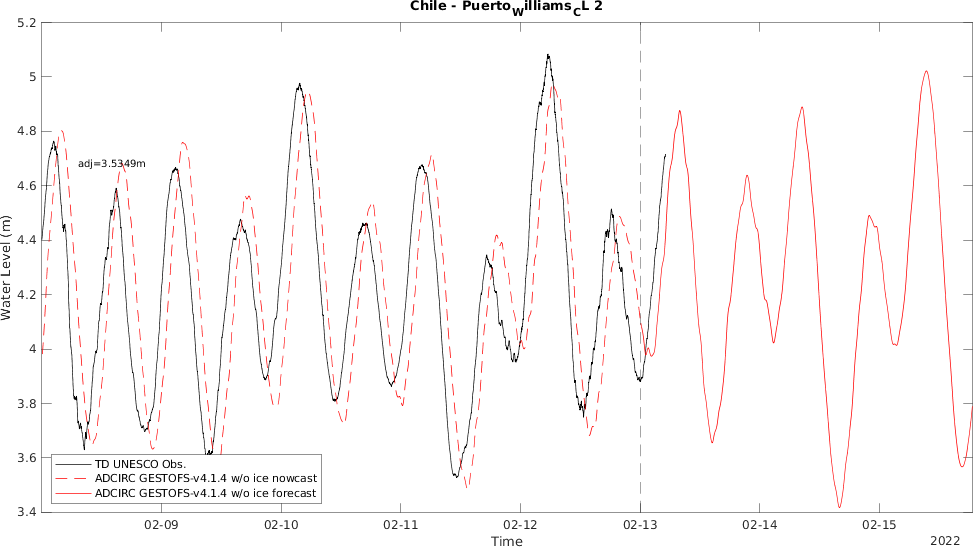 Chile - PuertoWilliamsCL 2
5.2
5
4.8
4.6
4.4
4.2
4
3.8
3.6
3.4
Water Level (m)
adj=3.5349m
TD UNESCO Obs.
ADCIRC GESTOFS-v4.1.4 w/o ice nowcast
ADCIRC GESTOFS-v4.1.4 w/o ice forecast
02-09
02-10
02-11
02-12
02-13
02-14
02-15
Time
2022